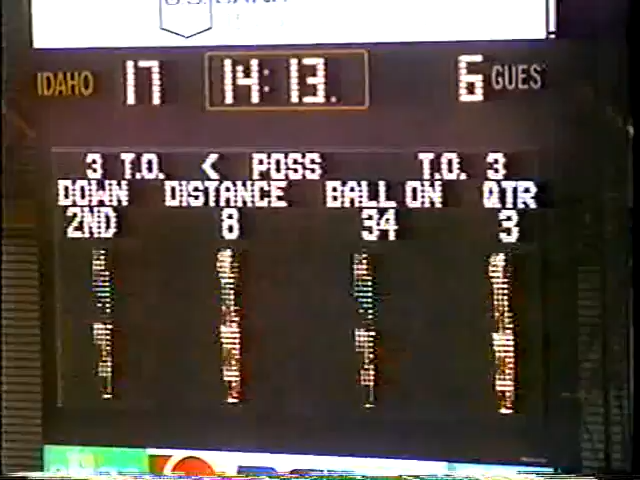 IDAHO 17 14:13. 6 GUES
3 T.O. < POSS T.O. 3
DOWN DISTANCE BALL ON QTR
2ND 8 34 3